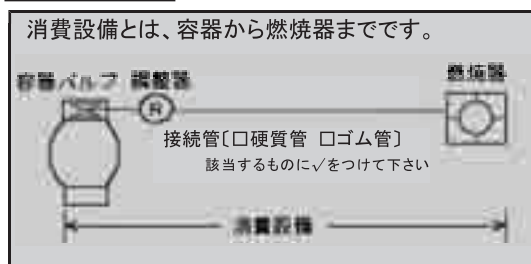 消費設備とは、容器から燃焼器までです。
容器バルブ 調整器
燃焼器
R
接続管〔□硬質管 □ゴム管〕
該当するものに√をつけて下さい
消費設備